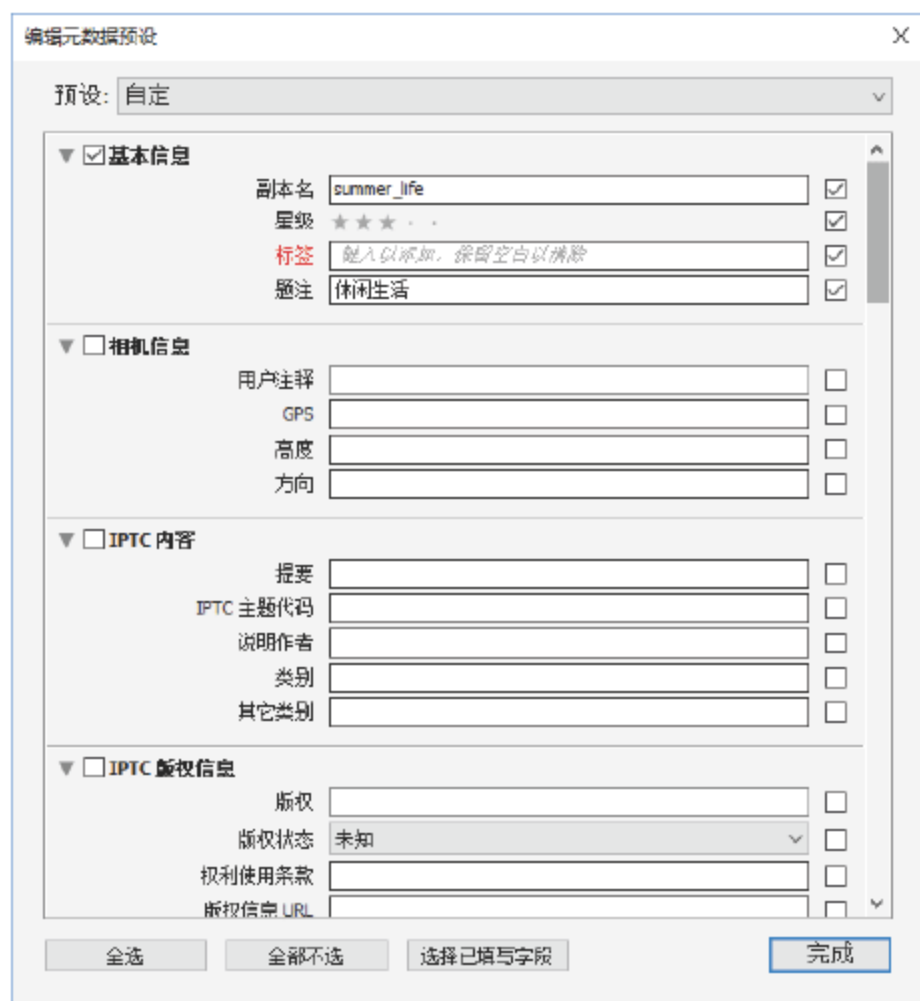 编辑元数据预设
预设: 自定
基本信息
副本名 summer_life
星级 ★★★··
标签 键入以添加，保留空白以清除
题注 休闲生活
相机信息
用户注释
GPS
高度
方向
IPTC 内容
提要
IPTC 主题代码
说明作者
类别
其它类别
IPTC 版权信息
版权
版权状态 未知
权利使用条款
版权信息 URL
全选 全部不选 选择已填写字段 完成